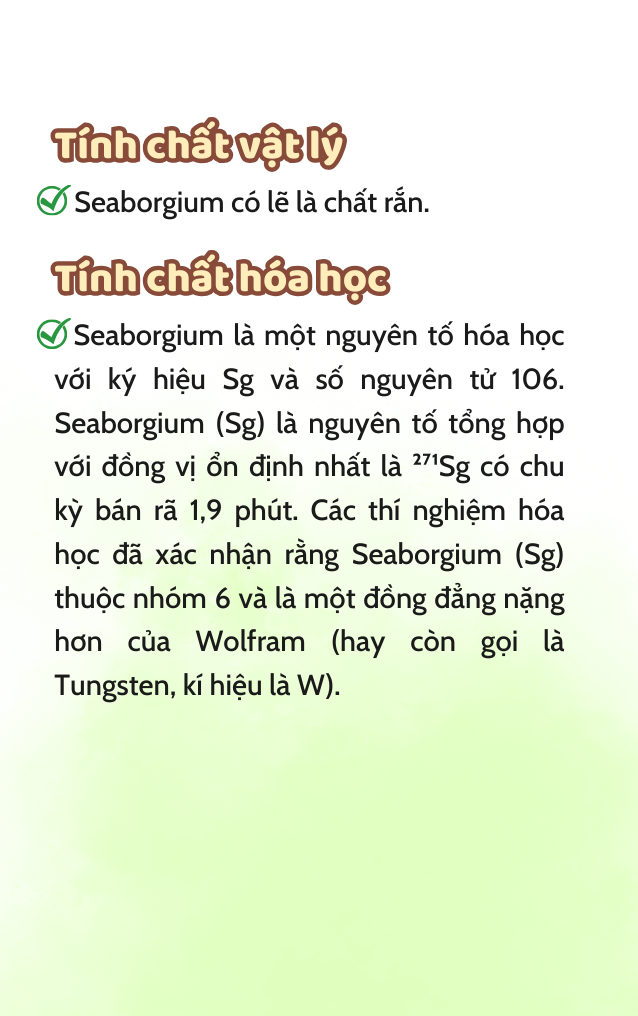 Tính chất vật lý
Seaborgium có lẽ là chất rắn.
Tính chất hóa học
Seaborgium là một nguyên tố hóa học
với ký hiệu Sg và số nguyên tử 106.
Seaborgium (Sg) là nguyên tố tổng hợp
với đồng vị ổn định nhất là ²⁷¹Sg có chu
kỳ bán rã 1,9 phút. Các thí nghiệm hóa
học đã xác nhận rằng Seaborgium (Sg)
thuộc nhóm 6 và là một đồng đẳng nặng
hơn của Wolfram (hay còn gọi là
Tungsten, kí hiệu là W).